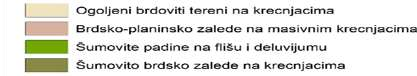 Ogoljeni brdoviti tereni na krecnjacima
Brdsko-planinsko zalede na masivnim krecnjacima
Šumovite padine na flišu i deluvijumu
Šumovito brdsko zalede na krecnjacima